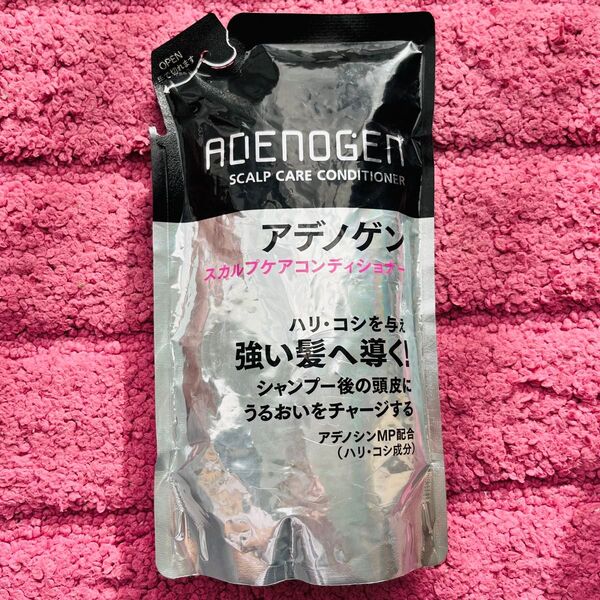 OPEN
ADENOGEN
SCALP CARE CONDITIONER
アデノゲン
スカルプケアコンディショナー
ハリ・コシを与え
強い髪へ導く!
シャンプー後の頭皮に
うるおいをチャージする
アデノシンMP配合
(ハリ・コシ成分)